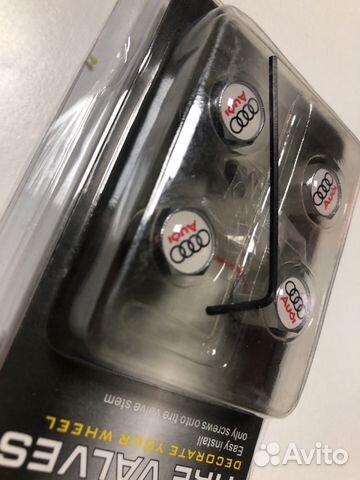 TIRE VALVES
DECORATE YOUR WHEEL
Easy install
only screws onto tire valve stem
Audi
Audi
Audi
Audi
Avito